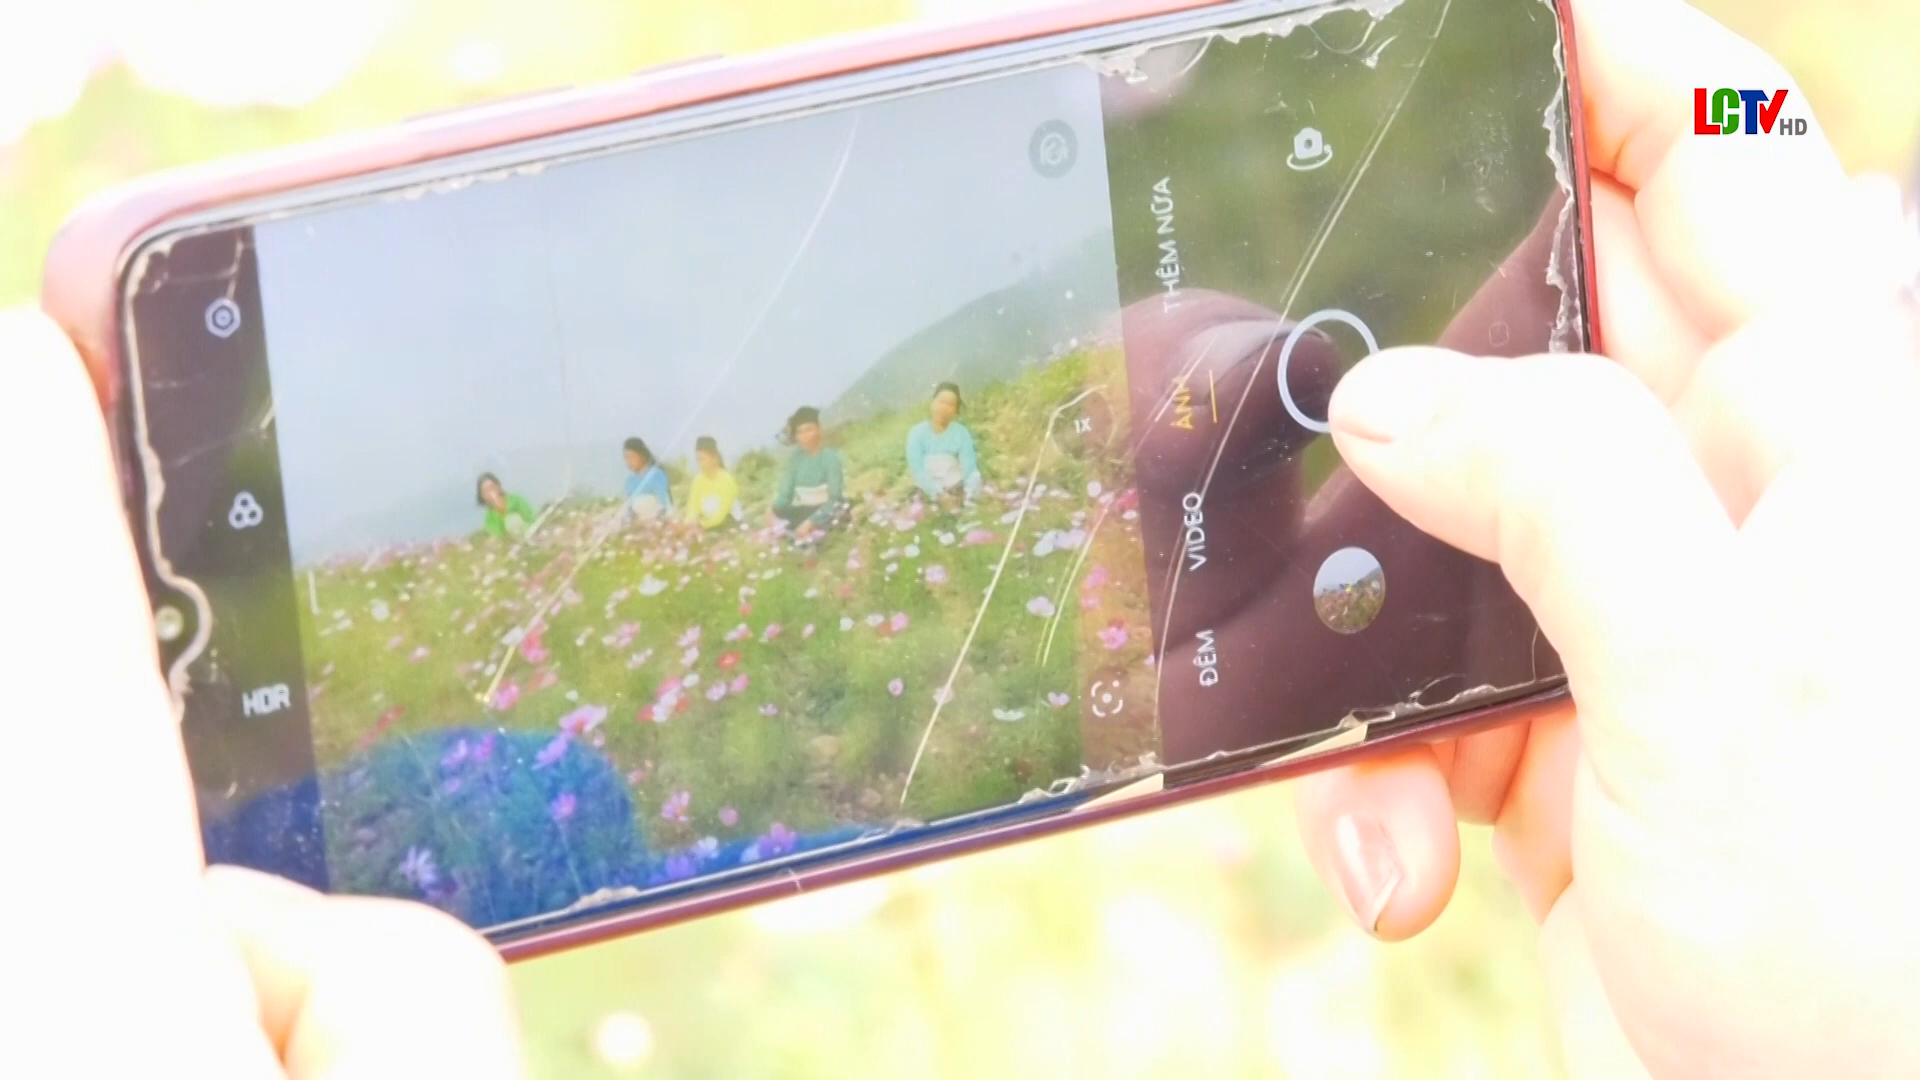 LCTV HD
THÊM NỮA
ẢNH
VIDEO
ĐÊM
1X
HDR